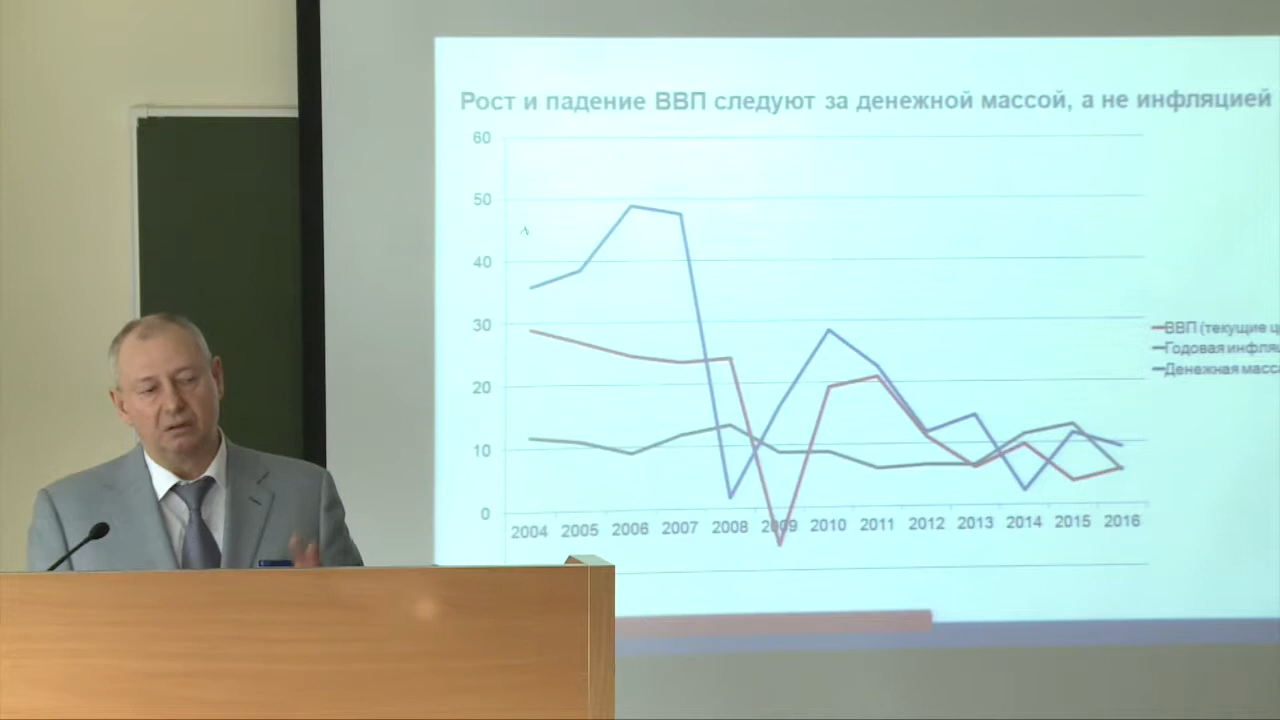 Рост и падение ВВП следуют за денежной массой, а не инфляцией
60
50
40
30
20
10
0
2004 2005 2006 2007 2008 2009 2010 2011 2012 2013 2014 2015 2016
ВВП (текущие
Годовая
Денежная